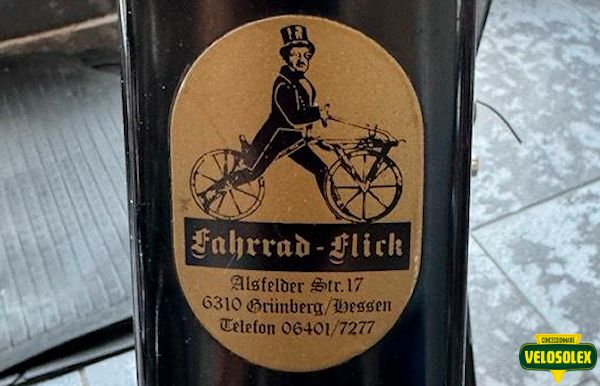 Fahrrad-Flick
Alsfelder Str. 17
6310 Grünberg/Hessen
Telefon 06401/7277
CONCESSIONNAIRE
VELOSOLEX